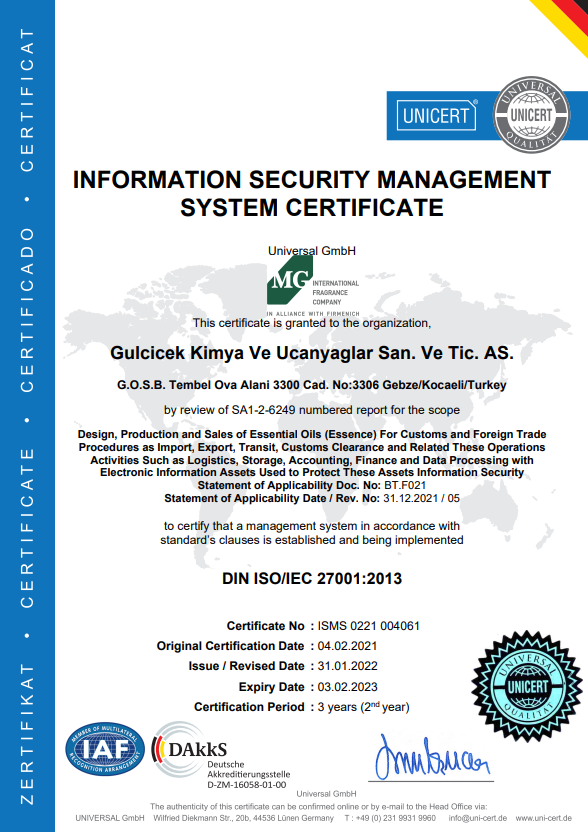 ZERTIFIKAT • CERTIFICATE • CERTIFICADO • CERTIFICAT
UNICERT®
UNIVERSAL
UNICERT
QUALITÄT
INFORMATION SECURITY MANAGEMENT
SYSTEM CERTIFICATE
Universal GmbH
MG INTERNATIONAL
FRAGRANCE
COMPANY
IN ALLIANCE WITH FIRMENICH
This certificate is granted to the organization,
Gulcicek Kimya Ve Ucanyaglar San. Ve Tic. AS.
G.O.S.B. Tembel Ova Alani 3300 Cad. No:3306 Gebze/Kocaeli/Turkey
by review of SA1-2-6249 numbered report for the scope
Design, Production and Sales of Essential Oils (Essence) For Customs and Foreign Trade
Procedures as Import, Export, Transit, Customs Clearance and Related These Operations
Activities Such as Logistics, Storage, Accounting, Finance and Data Processing with
Electronic Information Assets Used to Protect These Assets Information Security
Statement of Applicability Doc. No: BT.F021
Statement of Applicability Date / Rev. No: 31.12.2021 / 05
to certify that a management system in accordance with
standard's clauses is established and being implemented
DIN ISO/IEC 27001:2013
Certificate No : ISMS 0221 004061
Original Certification Date : 04.02.2021
Issue / Revised Date : 31.01.2022
Expiry Date : 03.02.2023
Certification Period : 3 years (2nd year)
UNIVERSAL
UNICERT
QUALITÄT
MEMBER OF MULTILATERAL
IAF
RECOGNITION ARRANGEMENT
DAkkS
Deutsche
Akkreditierungsstelle
D-ZM-16058-01-00
Universal GmbH
The authenticity of this certificate can be confirmed online or by e-mail to the Head Office via:
UNIVERSAL GmbH Wilfried Diekmann Str., 20b, 44536 Lünen Germany T : +49 (0) 231 9931 9960 info@uni-cert.de www.uni-cert.de